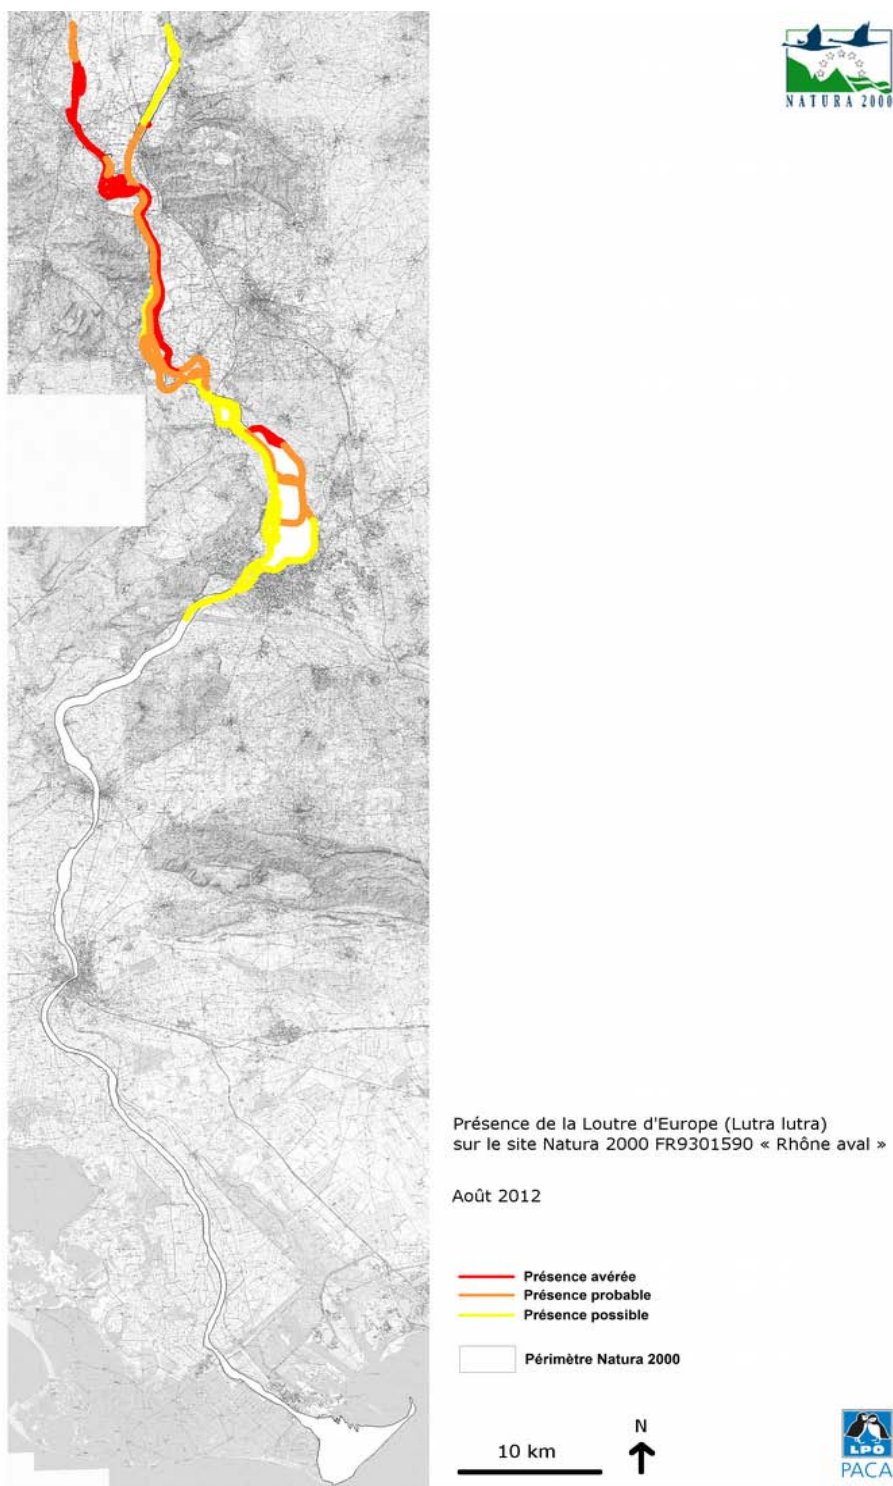 NATURA 2000
Présence de la Loutre d'Europe (Lutra lutra)
sur le site Natura 2000 FR9301590 « Rhône aval »
Août 2012
Présence avérée
Présence probable
Présence possible
Périmètre Natura 2000
10 km
N
LPO
PACA